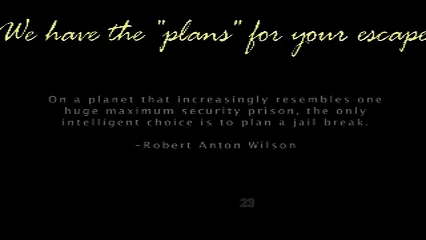 We have the "plans" for your escape
On a planet that increasingly resembles one
huge maximum security prison, the only
intelligent choice is to plan a jail break.
-Robert Anton Wilson
23